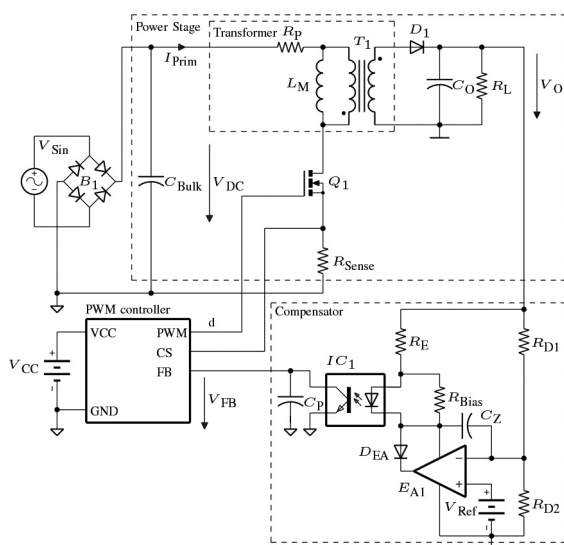 Power Stage
Transformer
R_P
T_1
D_1
I_Prim
L_M
C_O
R_L
V_O
V_Sin
B_1
C_Bulk
V_DC
Q_1
R_Sense
PWM controller
d
Compensator
VCC
PWM
CS
FB
GND
V_CC
+
-
V_FB
C_P
IC_1
R_E
R_D1
R_Bias
C_Z
D_EA
E_A1
−
+
V_Ref
+
-
R_D2